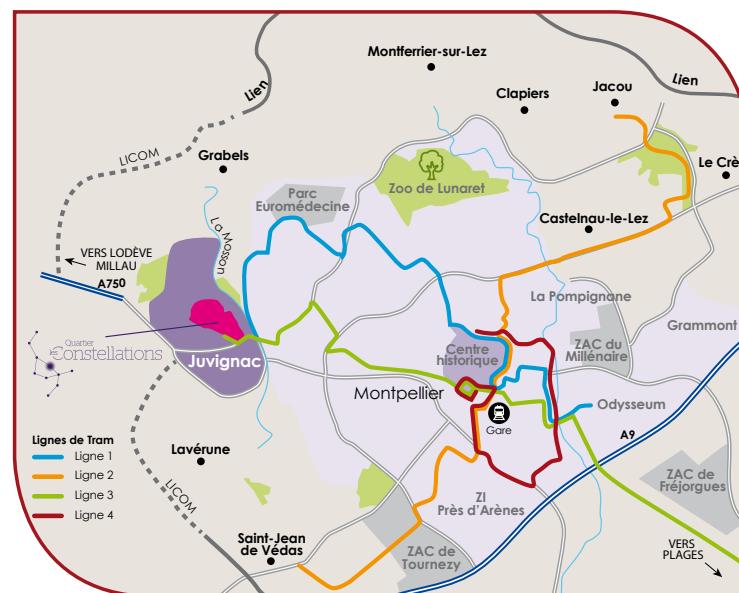 Montferrier-sur-Lez
Lien
Clapiers
Jacou
Lien
LICOM
Grabels
Le Crè
Parc
Euromédecine
Zoo de Lunaret
La Mosson
Castelnau-le-Lez
VERS LODÈVE
MILLAU
A750
La Pompignane
Grammont
Quartier
Les
Constellations
Juvignac
Centre
historique
ZAC du
Millénaire
Montpellier
Odysseum
Gare
A9
Lignes de Tram
Ligne 1
Ligne 2
Ligne 3
Ligne 4
Lavérune
LICOM
ZAC de
Fréjorgues
ZI
Près d'Arènes
Saint-Jean
de Védas
ZAC de
Tournezy
VERS
PLAGES